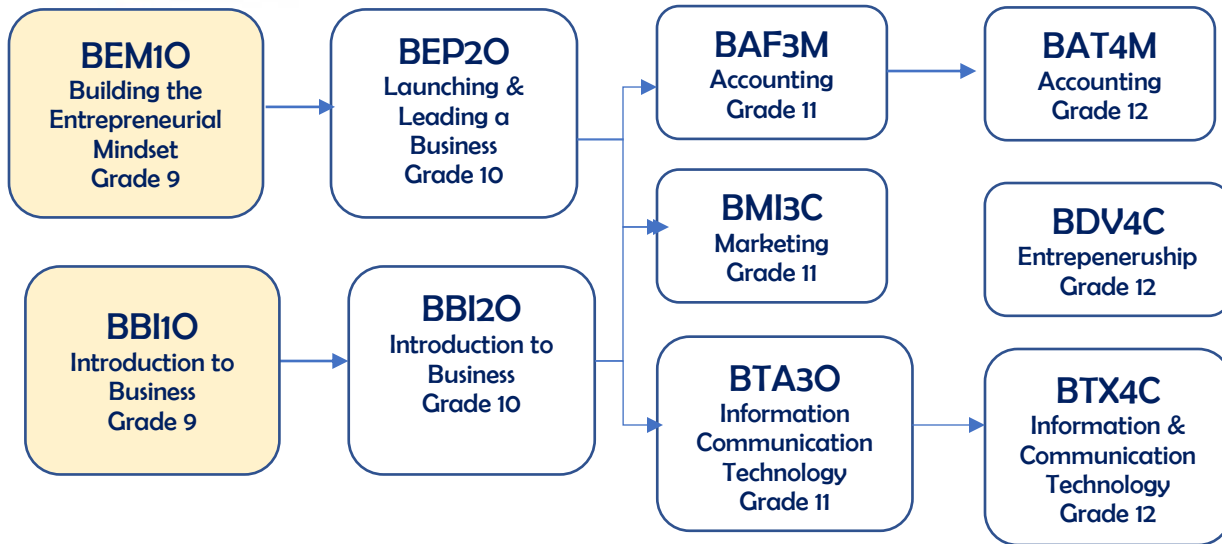 BEM1O
Building the
Entrepreneurial
Mindset
Grade 9
BEP2O
Launching &
Leading a
Business
Grade 10
BAF3M
Accounting
Grade 11
BAT4M
Accounting
Grade 12
BMI3C
Marketing
Grade 11
BDV4C
Entrepeneruship
Grade 12
BBI1O
Introduction to
Business
Grade 9
BBI2O
Introduction to
Business
Grade 10
BTA3O
Information
Communication
Technology
Grade 11
BTX4C
Information &
Communication
Technology
Grade 12